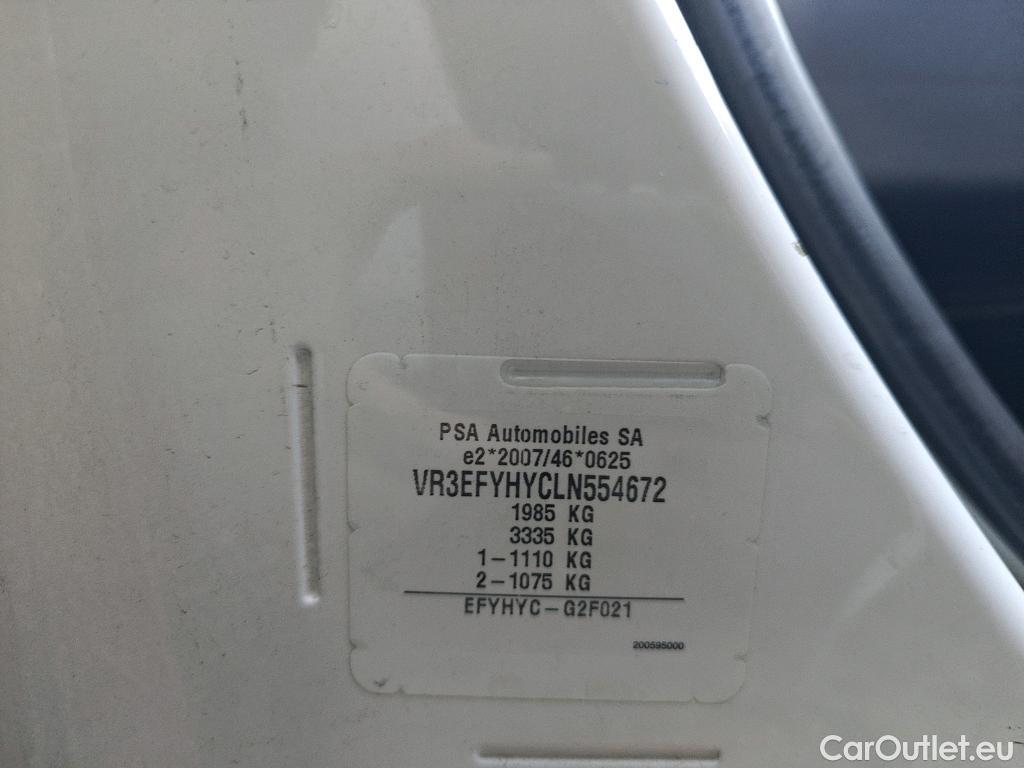 PSA Automobiles SA
e2*2007/46*0625
VR3EFYHYCLN554672
1985 KG
3335 KG
1-1110 KG
2-1075 KG
EFYHYC-G2F021
200595000
CarOutlet.eu